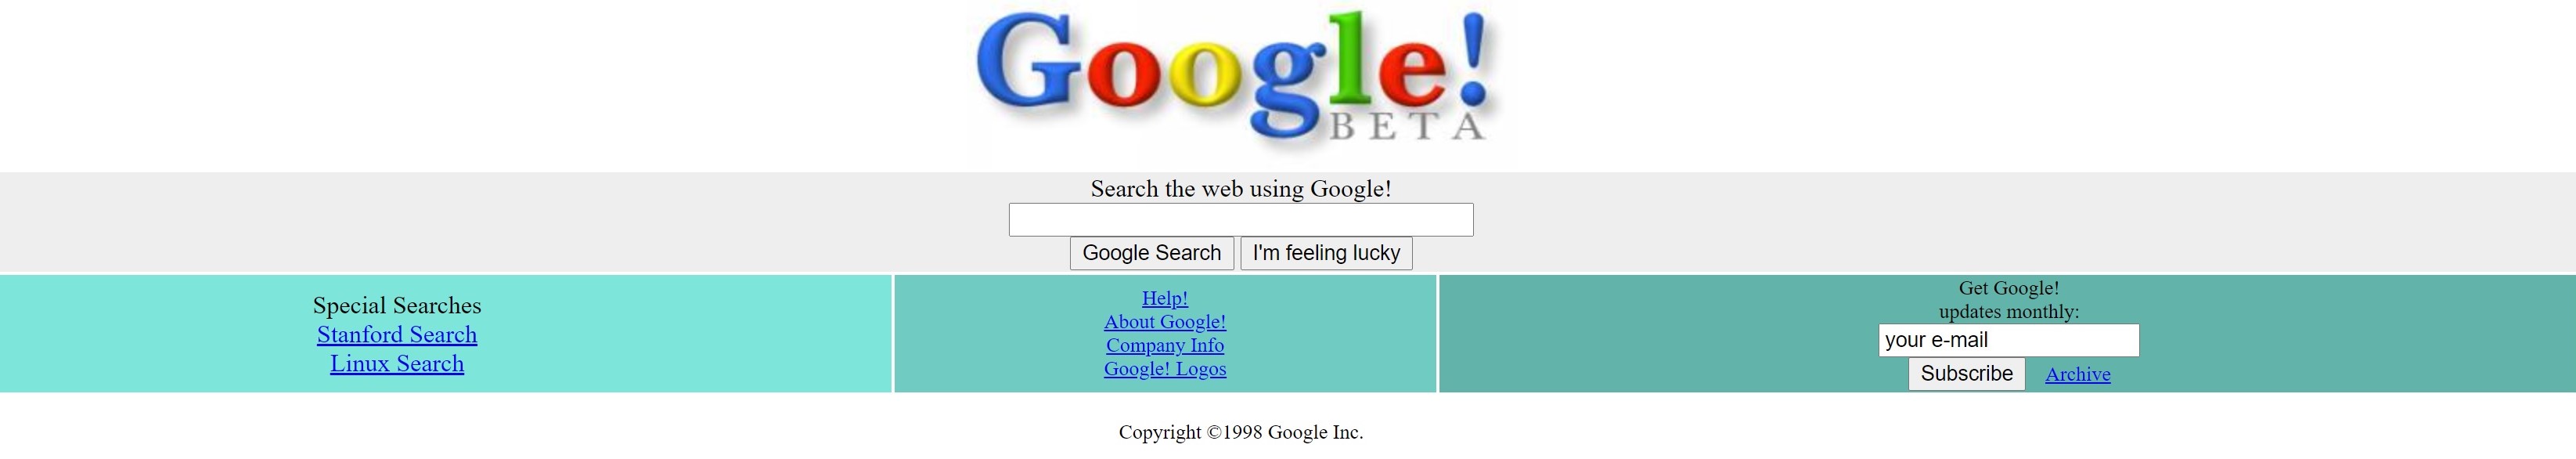 Google!
BETA
Search the web using Google!
Google Search I'm feeling lucky
Special Searches
Stanford Search
Linux Search
Help!
About Google!
Company Info
Google! Logos
Get Google!
updates monthly:
your e-mail
Subscribe Archive
Copyright ©1998 Google Inc.